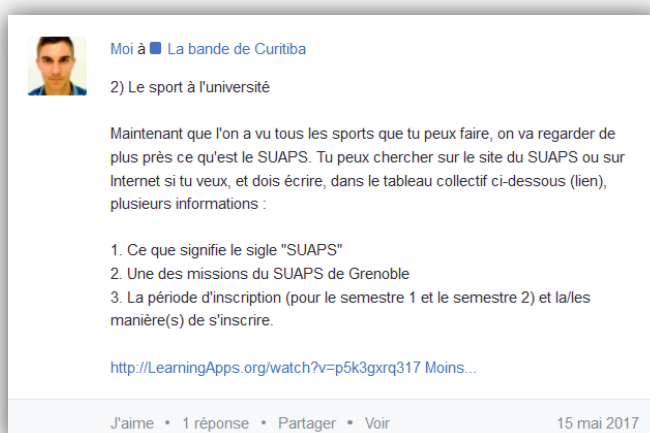 Moi à La bande de Curitiba
2) Le sport à l'université
Maintenant que l'on a vu tous les sports que tu peux faire, on va regarder de
plus près ce qu'est le SUAPS. Tu peux chercher sur le site du SUAPS ou sur
Internet si tu veux, et dois écrire, dans le tableau collectif ci-dessous (lien),
plusieurs informations :
1. Ce que signifie le sigle "SUAPS"
2. Une des missions du SUAPS de Grenoble
3. La période d'inscription (pour le semestre 1 et le semestre 2) et la/les
manière(s) de s'inscrire.
http://LearningApps.org/watch?v=p5k3gxrq317 Moins...
J'aime • 1 réponse • Partager • Voir 15 mai 2017